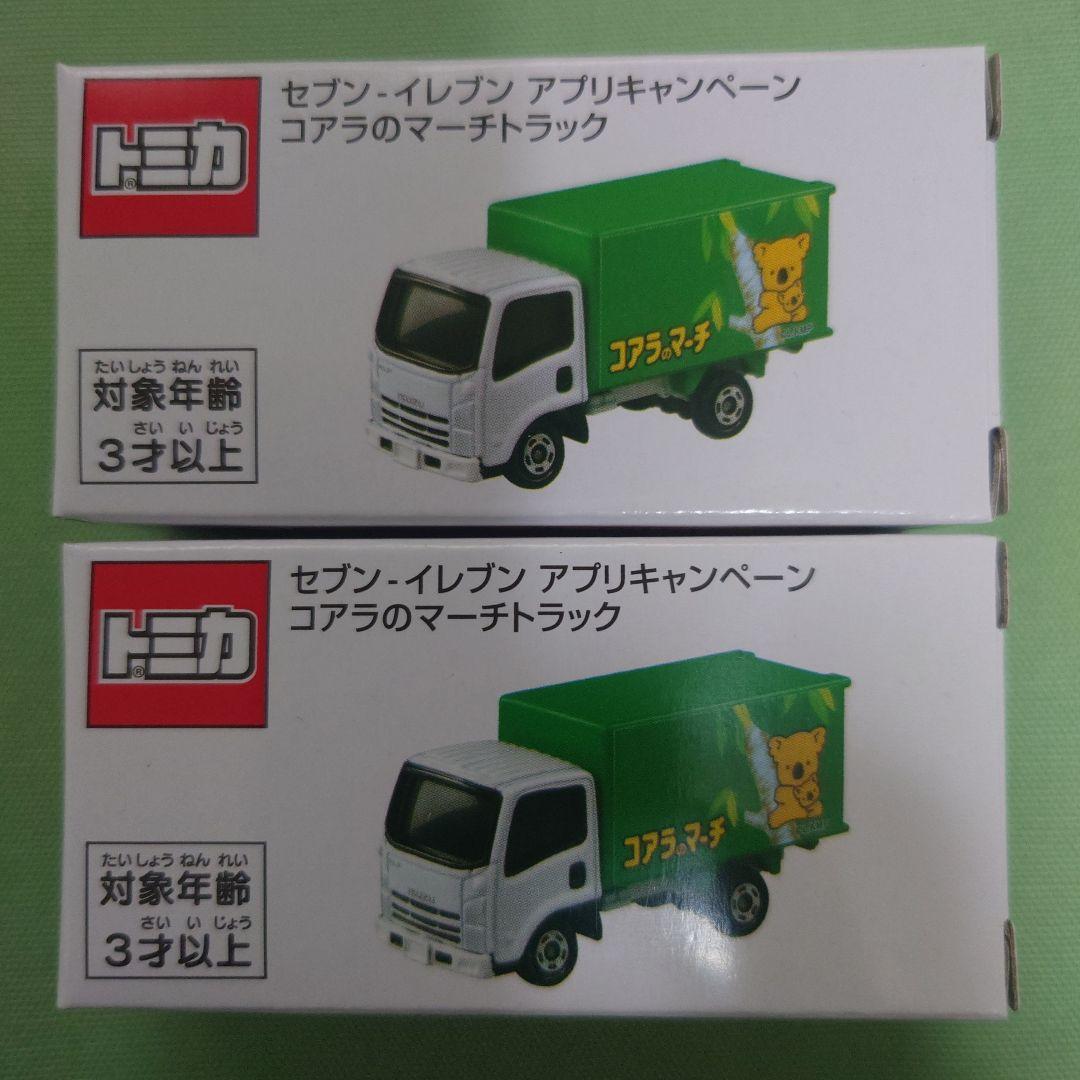 セブン-イレブン アプリキャンペーン
コアラのマーチトラック
トミカ®
コアラのマーチ
ISUZU
たいしょうねんれい
対象年齢
さいいじょう
3才以上
セブン-イレブン アプリキャンペーン
コアラのマーチトラック
トミカ®
コアラのマーチ
ISUZU
たいしょうねんれい
対象年齢
さいいじょう
3才以上